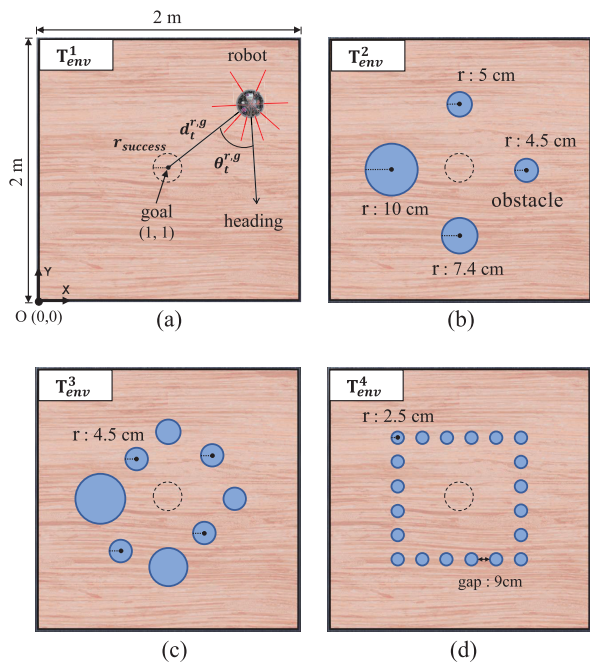 2 m
2 m
T¹ₑₙᵥ
robot
d_t^{r,g}
r_success
θ_t^{r,g}
goal
(1, 1)
heading
Y
X
O (0,0)
(a)
T²ₑₙᵥ
r : 5 cm
r : 4.5 cm
obstacle
r : 10 cm
r : 7.4 cm
(b)
T³ₑₙᵥ
r : 4.5 cm
(c)
T⁴ₑₙᵥ
r : 2.5 cm
gap : 9cm
(d)